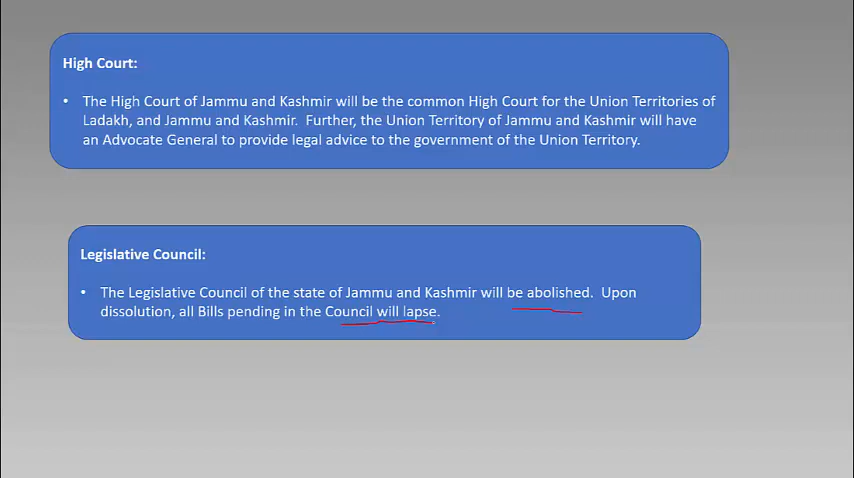 High Court:
• The High Court of Jammu and Kashmir will be the common High Court for the Union Territories of
Ladakh, and Jammu and Kashmir. Further, the Union Territory of Jammu and Kashmir will have
an Advocate General to provide legal advice to the government of the Union Territory.
Legislative Council:
• The Legislative Council of the state of Jammu and Kashmir will be abolished. Upon
dissolution, all Bills pending in the Council will lapse.